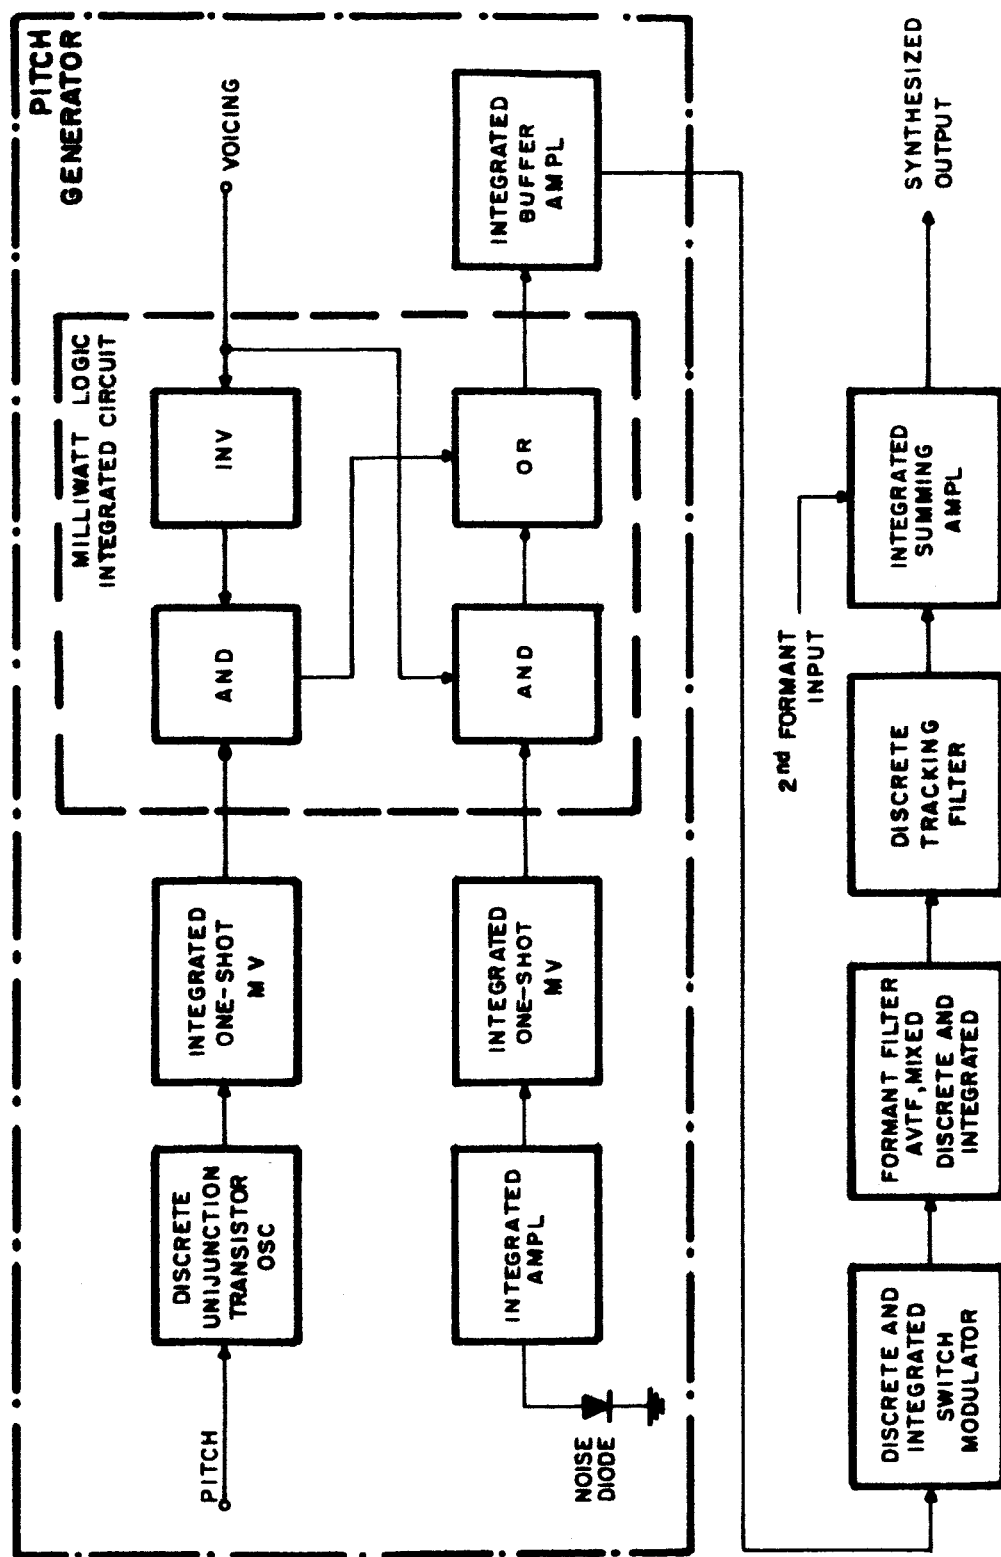 PITCH
GENERATOR
MILLIWATT LOGIC
INTEGRATED CIRCUIT
PITCH
DISCRETE
UNIJUNCTION
TRANSISTOR
OSC
INTEGRATED
ONE-SHOT
MV
AND
INV
VOICING
NOISE
DIODE
INTEGRATED
AMPL
INTEGRATED
ONE-SHOT
MV
AND
OR
INTEGRATED
BUFFER
AMPL
2nd FORMANT
INPUT
DISCRETE AND
INTEGRATED
SWITCH
MODULATOR
FORMANT FILTER
AVTF, MIXED
DISCRETE AND
INTEGRATED
DISCRETE
TRACKING
FILTER
INTEGRATED
SUMMING
AMPL
SYNTHESIZED
OUTPUT